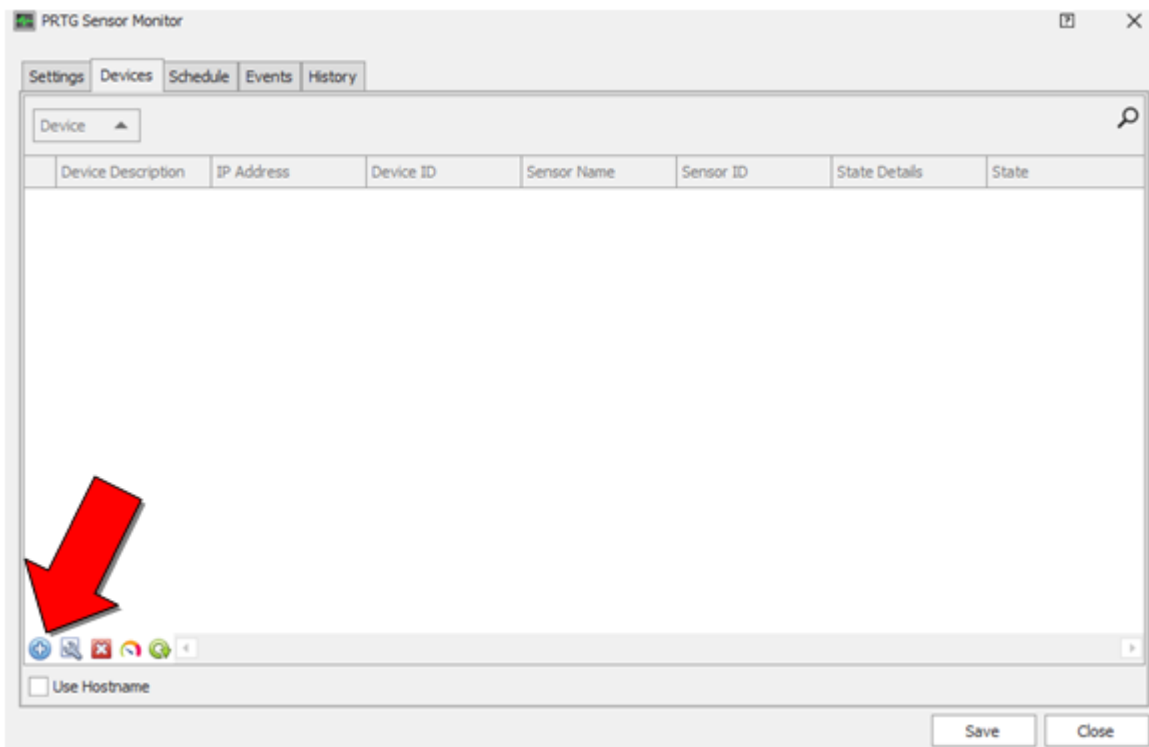 PRTG Sensor Monitor
Settings Devices Schedule Events History
Device
Device Description IP Address Device ID Sensor Name Sensor ID State Details State
Use Hostname
Save Close